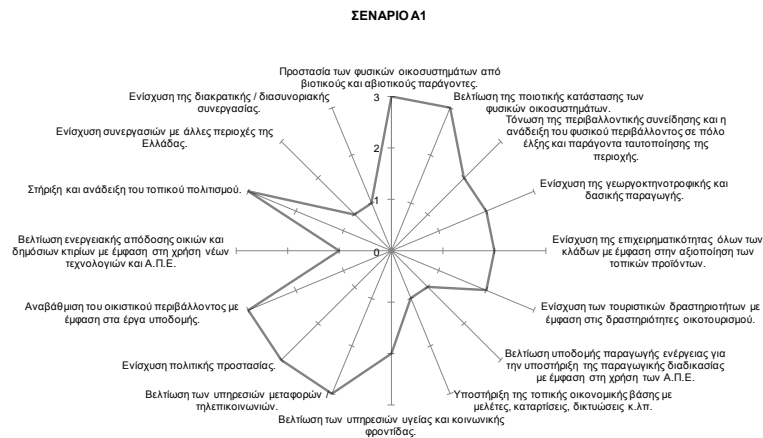 ΣΕΝΑΡΙΟ Α1
Προστασία των φυσικών οικοσυστημάτων από
βιοτικούς και αβιοτικούς παράγοντες.
Βελτίωση της ποιοτικής κατάστασης των
φυσικών οικοσυστημάτων.
Τόνωση της περιβαλλοντικής συνείδησης και η
ανάδειξη του φυσικού περιβάλλοντος σε πόλο
έλξης και παράγοντα ταυτοποίησης της
περιοχής.
Ενίσχυση της γεωργοκτηνοτροφικής και
δασικής παραγωγής.
Ενίσχυση της επιχειρηματικότητας όλων των
κλάδων με έμφαση στην αξιοποίηση των
τοπικών προϊόντων.
Ενίσχυση των τουριστικών δραστηριοτήτων με
έμφαση στις δραστηριότητες οικοτουρισμού.
Βελτίωση υποδομής παραγωγής ενέργειας για
την υποστήριξη της παραγωγικής διαδικασίας
με έμφαση στη χρήση των Α.Π.Ε.
Υποστήριξη της τοπικής οικονομικής βάσης με
μελέτες, καταρτίσεις, δικτυώσεις κ.λπ.
Βελτίωση των υπηρεσιών υγείας και κοινωνικής
φροντίδας.
Βελτίωση των υπηρεσιών μεταφορών /
τηλεπικοινωνιών.
Ενίσχυση πολιτικής προστασίας.
Αναβάθμιση του οικιστικού περιβάλλοντος με
έμφαση στα έργα υποδομής.
Βελτίωση ενεργειακής απόδοσης οικιών και
δημόσιων κτιρίων με έμφαση στη χρήση νέων
τεχνολογιών και Α.Π.Ε.
Στήριξη και ανάδειξη του τοπικού πολιτισμού.
Ενίσχυση συνεργασιών με άλλες περιοχές της
Ελλάδας.
Ενίσχυση της διακρατικής / διασυνοριακής
συνεργασίας.
3
2
1
0